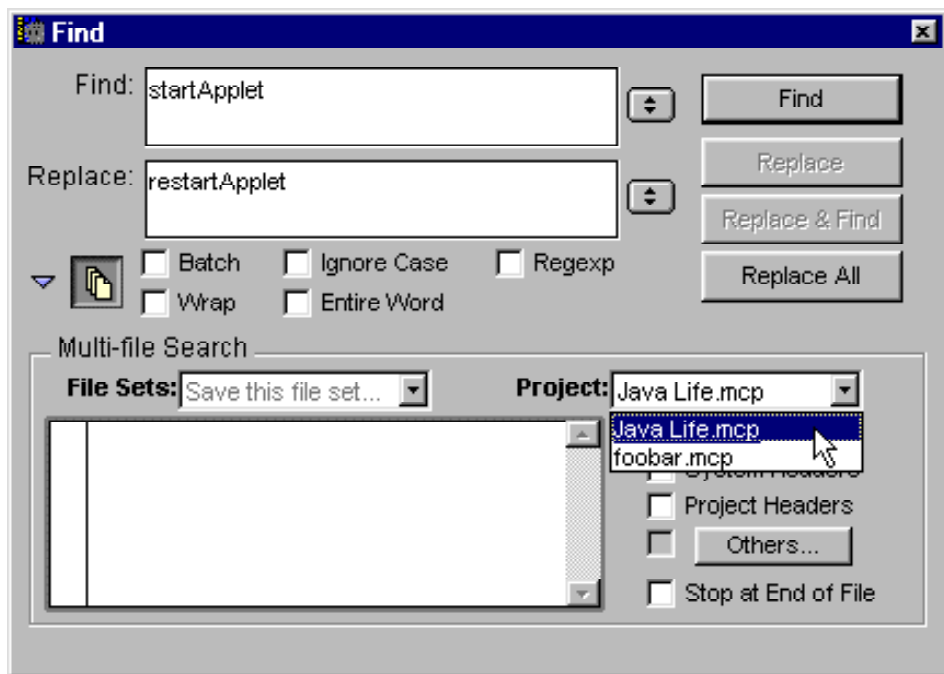 Find
Find:
startApplet
Find
Replace:
restartApplet
Replace
Replace & Find
Replace All
Batch
Ignore Case
Regexp
Wrap
Entire Word
Multi-file Search
File Sets:
Save this file set...
Project:
Java Life.mcp
Java Life.mcp
foobar.mcp
System Headers
Project Headers
Others...
Stop at End of File